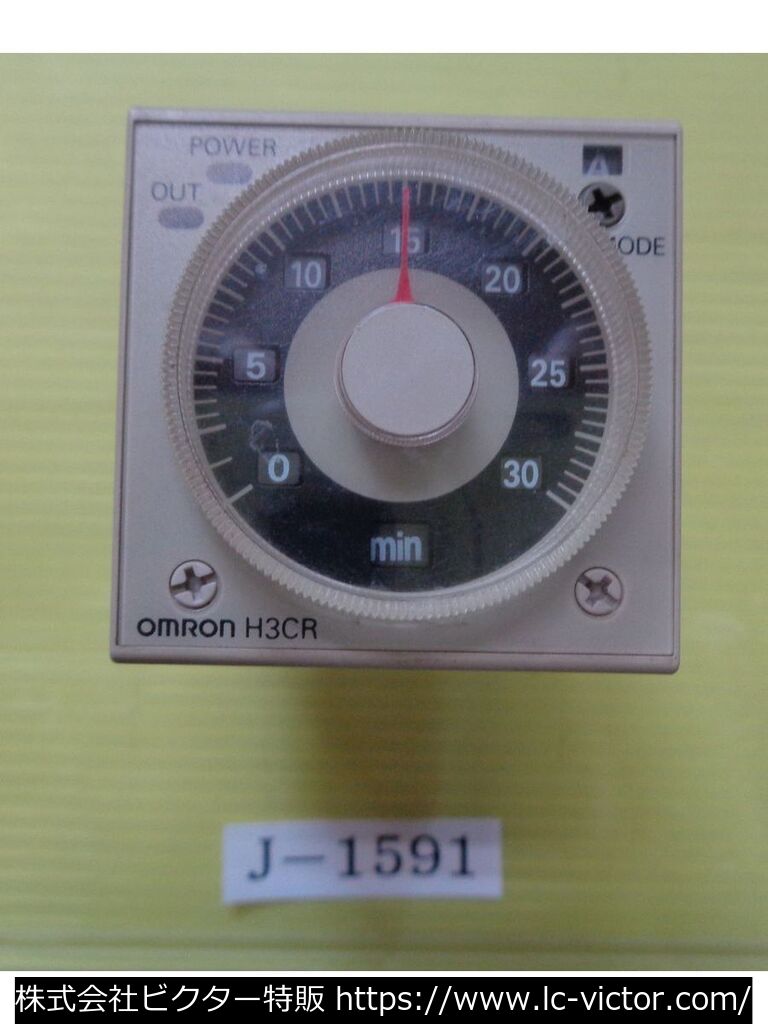 POWER
A
OUT
MODE
15
10
20
5
25
0
30
min
OMRON H3CR
J-1591
株式会社ビクター特販 https://www.lc-victor.com/